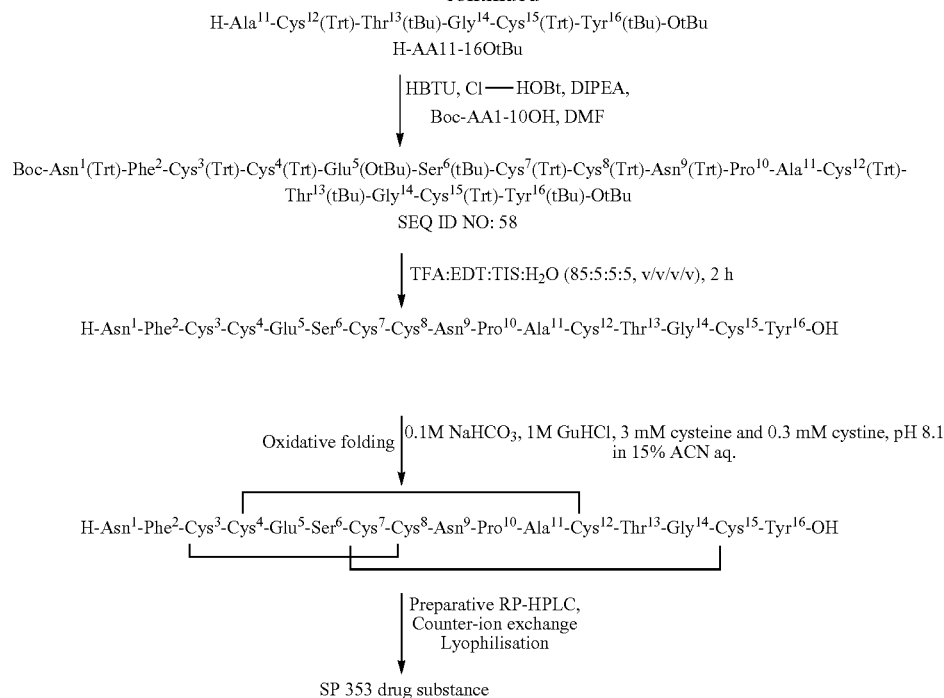 H-Ala¹¹-Cys¹²(Trt)-Thr¹³(tBu)-Gly¹⁴-Cys¹⁵(Trt)-Tyr¹⁶(tBu)-OtBu
H-AA11-16OtBu
HBTU, Cl — HOBt, DIPEA,
Boc-AA1-10OH, DMF
Boc-Asn¹(Trt)-Phe²-Cys³(Trt)-Cys⁴(Trt)-Glu⁵(OtBu)-Ser⁶(tBu)-Cys⁷(Trt)-Cys⁸(Trt)-Asn⁹(Trt)-Pro¹⁰-Ala¹¹-Cys¹²(Trt)-
Thr¹³(tBu)-Gly¹⁴-Cys¹⁵(Trt)-Tyr¹⁶(tBu)-OtBu
SEQ ID NO: 58
TFA:EDT:TIS:H₂O (85:5:5:5, v/v/v/v), 2 h
H-Asn¹-Phe²-Cys³-Cys⁴-Glu⁵-Ser⁶-Cys⁷-Cys⁸-Asn⁹-Pro¹⁰-Ala¹¹-Cys¹²-Thr¹³-Gly¹⁴-Cys¹⁵-Tyr¹⁶-OH
Oxidative folding
0.1M NaHCO₃, 1M GuHCl, 3 mM cysteine and 0.3 mM cystine, pH 8.1
in 15% ACN aq.
H-Asn¹-Phe²-Cys³-Cys⁴-Glu⁵-Ser⁶-Cys⁷-Cys⁸-Asn⁹-Pro¹⁰-Ala¹¹-Cys¹²-Thr¹³-Gly¹⁴-Cys¹⁵-Tyr¹⁶-OH
Preparative RP-HPLC,
Counter-ion exchange
Lyophilisation
SP 353 drug substance